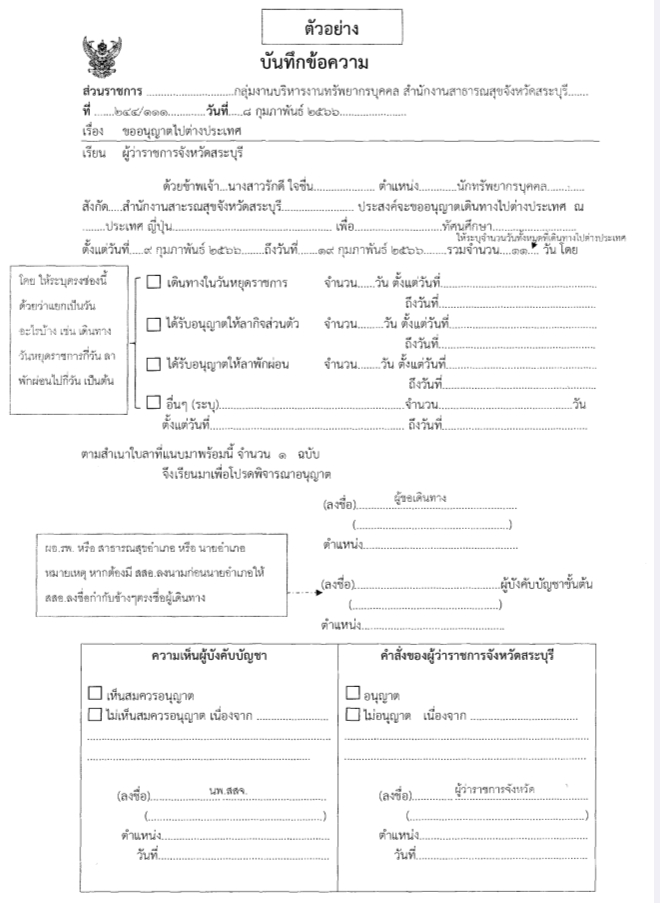 ตัวอย่าง
บันทึกข้อความ
ส่วนราชการ ..............................กลุ่มงานบริหารงานทรัพยากรบุคคล สำนักงานสาธารณสุขจังหวัดสระบุรี.......
ที่ .......๒๔๔/๑๑๑..............วันที่.....๘ กุมภาพันธ์ ๒๕๖๖.......................
เรื่อง ขออนุญาตไปต่างประเทศ
เรียน ผู้ว่าราชการจังหวัดสระบุรี
ด้วยข้าพเจ้า...นางสาวรักดี ใจชื่น..................... ตำแหน่ง.............นักทรัพยากรบุคคล.............
สังกัด.....สำนักงานสาธารณสุขจังหวัดสระบุรี......................... ประสงค์จะขออนุญาตเดินทางไปต่างประเทศ ณ
........ประเทศ ญี่ปุ่น....................................................... เพื่อ..............................ทัศนศึกษา......................
ให้ระบุจำนวนวันทั้งหมดที่เดินทางไปต่างประเทศ
ตั้งแต่วันที่.....๙ กุมภาพันธ์ ๒๕๖๖........ถึงวันที่.......๑๙ กุมภาพันธ์ ๒๕๖๖.......รวมจำนวน....๑๑.... วัน โดย
โดย ให้ระบุตรงช่องนี้
ด้วยว่าแยกเป็นวัน
อะไรบ้าง เช่น เดินทาง
วันหยุดราชการกี่วัน ลา
พักผ่อนไปกี่วัน เป็นต้น
เดินทางในวันหยุดราชการ จำนวน......วัน ตั้งแต่วันที่.....................................................
ถึงวันที่.....................................................
ได้รับอนุญาตให้ลากิจส่วนตัว จำนวน.........วัน ตั้งแต่วันที่..................................................
ถึงวันที่.....................................................
ได้รับอนุญาตให้ลาพักผ่อน จำนวน........วัน ตั้งแต่วันที่..................................................
ถึงวันที่.....................................................
อื่นๆ (ระบุ)...............................................................จำนวน..............................................วัน
ตั้งแต่วันที่.................................................................. ถึงวันที่..........................................................
ตามสำเนาใบลาที่แนบมาพร้อมนี้ จำนวน ๑ ฉบับ
จึงเรียนมาเพื่อโปรดพิจารณาอนุญาต
(ลงชื่อ).............ผู้ขอเดินทาง........................
(.....................................................)
ตำแหน่ง.....................................................
ผอ.รพ. หรือ สาธารณสุขอำเภอ หรือ นายอำเภอ
หมายเหตุ หากต้องมี สสอ.ลงนามก่อนนายอำเภอให้
สสอ.ลงชื่อกำกับข้างๆตรงชื่อผู้เดินทาง
(ลงชื่อ)..................................................ผู้บังคับบัญชาขั้นต้น
(..................................................)
ตำแหน่ง..................................................
ความเห็นผู้บังคับบัญชา
เห็นสมควรอนุญาต
ไม่เห็นสมควรอนุญาต เนื่องจาก ........................
................................................................................
..........................................................................
(ลงชื่อ)....................นพ.สสจ. ...........................
(............................................................)
ตำแหน่ง.......................................................
วันที่.......................................................
คำสั่งของผู้ว่าราชการจังหวัดสระบุรี
อนุญาต
ไม่อนุญาต เนื่องจาก ....................................
................................................................................
................................................................................
(ลงชื่อ)..............ผู้ว่าราชการจังหวัด.................
(............................................................)
ตำแหน่ง.......................................................
วันที่.......................................................